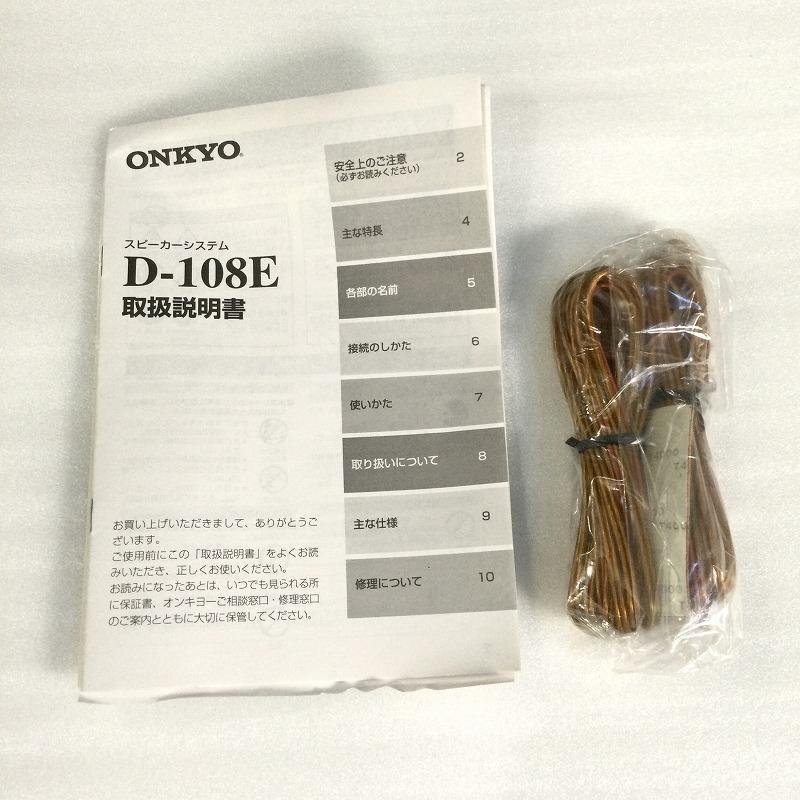 ONKYO®
スピーカーシステム
D-108E
取扱説明書
安全上のご注意 2
(必ずお読みください)
主な特長 4
各部の名前 5
接続のしかた 6
使いかた 7
取り扱いについて 8
主な仕様 9
修理について 10
お買い上げいただきまして、ありがとうご
ざいます。
ご使用前にこの「取扱説明書」をよくお読
みいただき、正しくお使いください。
お読みになったあとは、いつでも見られる所
に保証書、オンキヨーご相談窓口・修理窓口
のご案内とともに大切に保管してください。